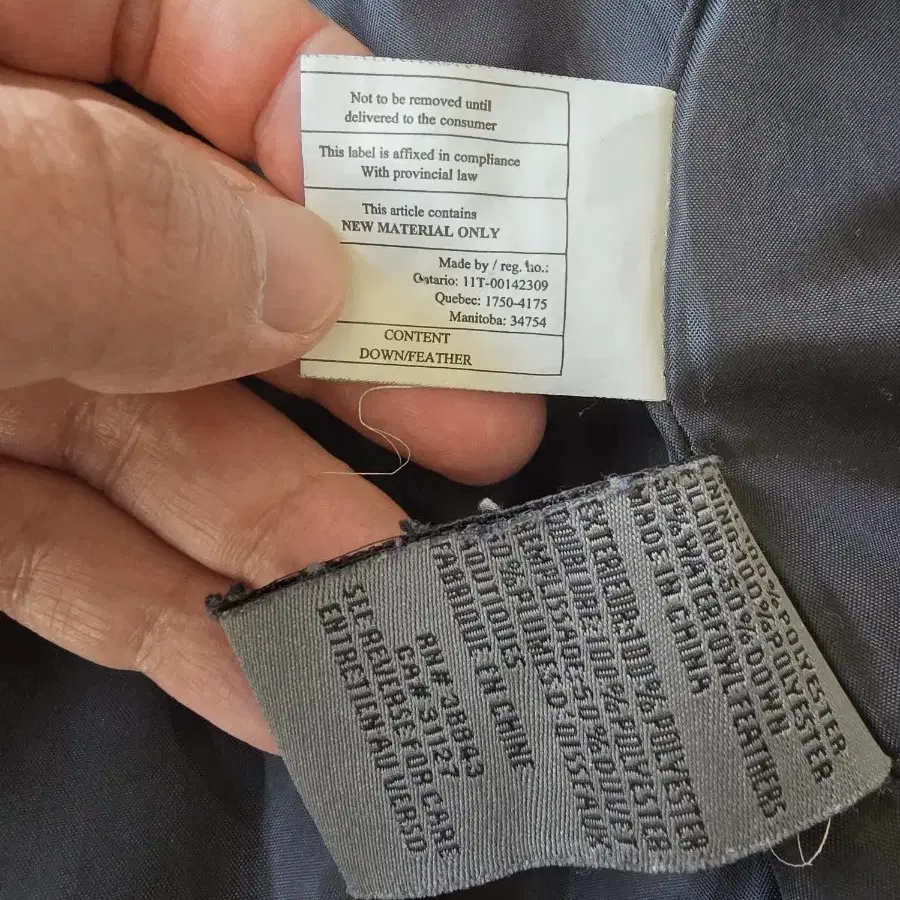 Not to be removed until
delivered to the consumer
This label is affixed in compliance
With provincial law
This article contains
NEW MATERIAL ONLY
Made by / reg. no.:
Ontario: 11T-00142309
Quebec: 1750-4175
Manitoba: 34754
CONTENT
DOWN/FEATHER
100% POLYESTER
100% POLYESTER
50% DOWN
50% WATERFOWL FEATHERS
MADE IN CHINA
EXTERIEUR:100% POLYESTER
DOUBLURE:100% POLYESTER
50% DUVET
50% PLUMES D'OISEAUX
AQUATIQUES
FABRIQUE EN CHINE
RN# 38843
CA# 31127
SEE REVERSE FOR CARE
ENTRETIEN AU VERSO